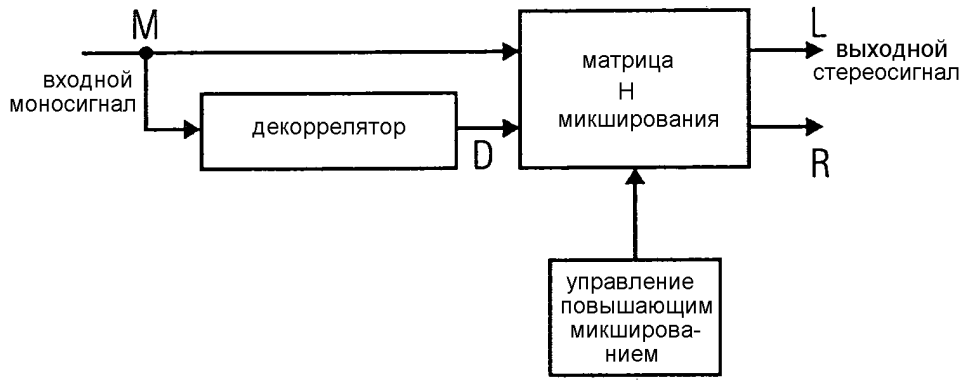 M
L
входной
моносигнал
декоррелятор
D
матрица
H
микширования
выходной
стереосигнал
R
управление
повышающим
микширова-
нием